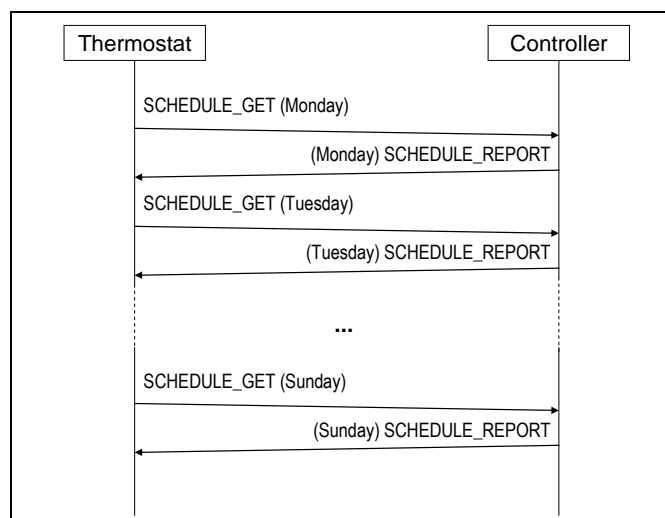 Thermostat
Controller
SCHEDULE_GET (Monday)
(Monday) SCHEDULE_REPORT
SCHEDULE_GET (Tuesday)
(Tuesday) SCHEDULE_REPORT
...
SCHEDULE_GET (Sunday)
(Sunday) SCHEDULE_REPORT